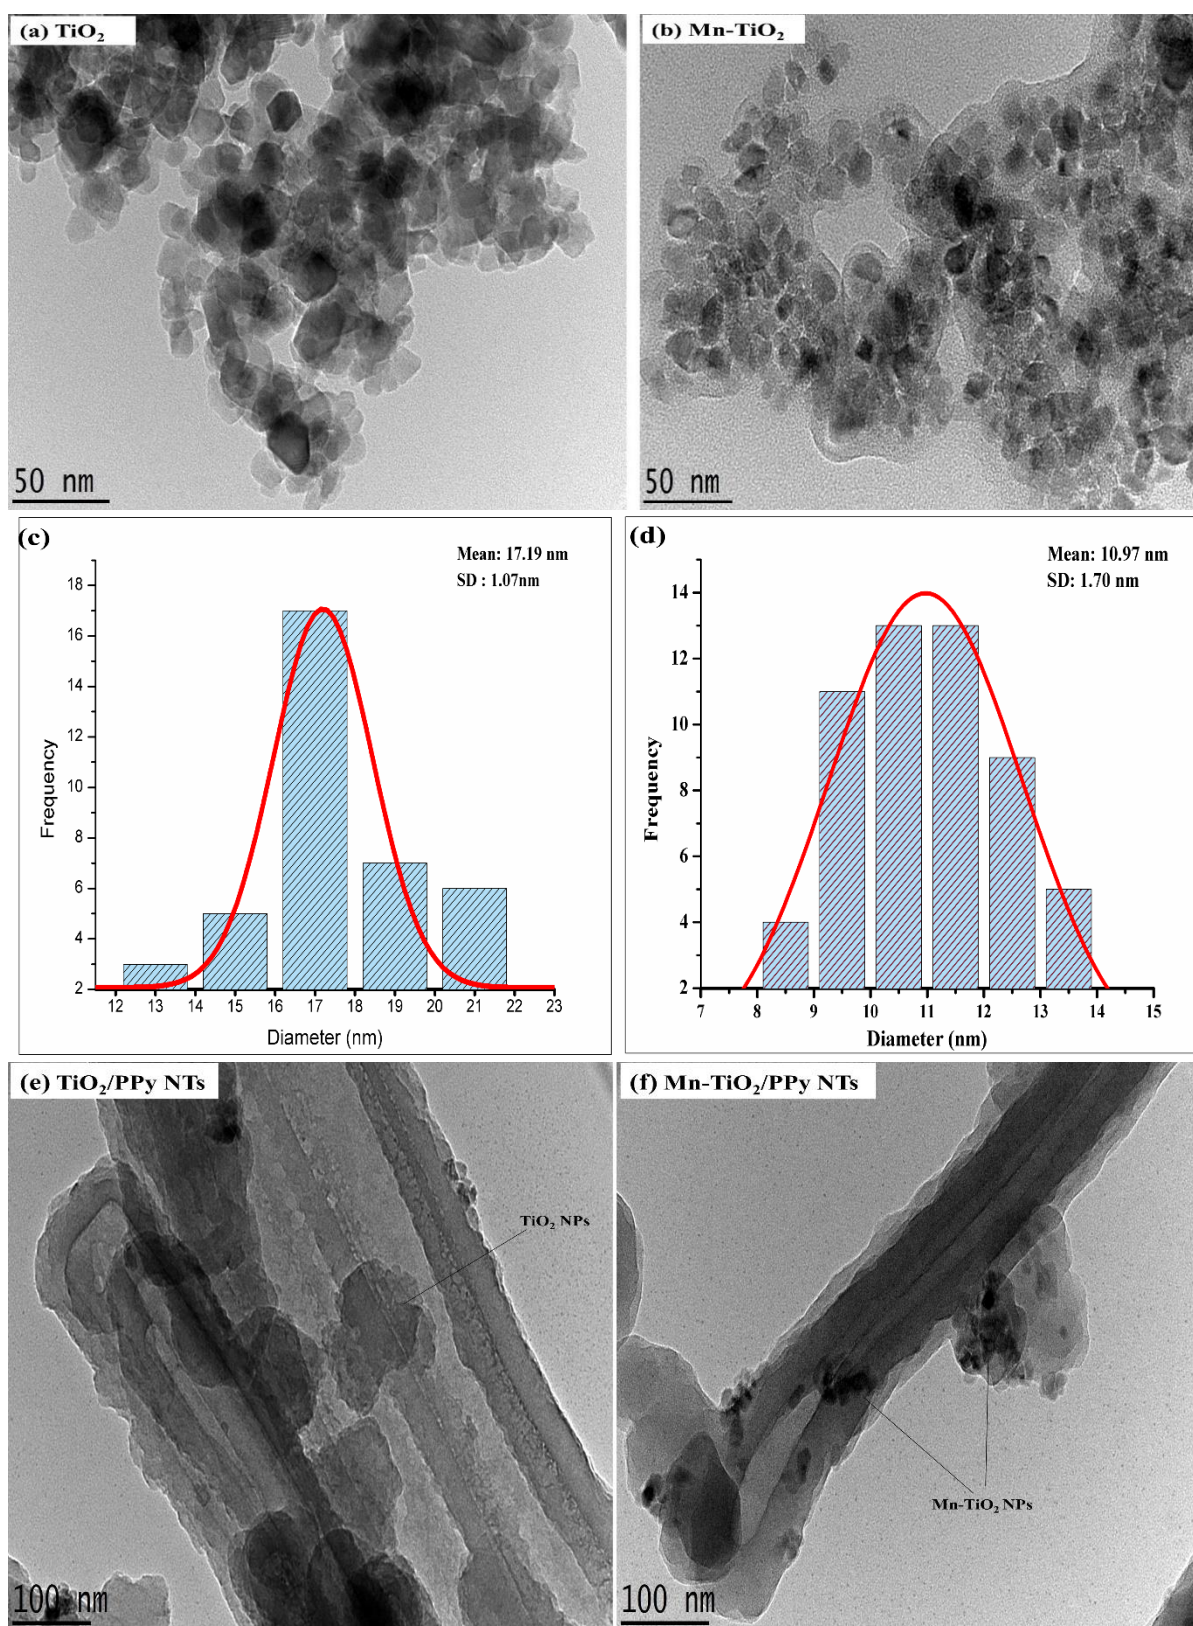 (a) TiO₂
(b) Mn-TiO₂
50 nm
50 nm
(c)
Mean: 17.19 nm
SD : 1.07nm
Frequency
18
16
14
12
10
8
6
4
2
12 13 14 15 16 17 18 19 20 21 22 23
Diameter (nm)
(d)
Mean: 10.97 nm
SD: 1.70 nm
Frequency
14
12
10
8
6
4
2
7 8 9 10 11 12 13 14 15
Diameter (nm)
(e) TiO₂/PPy NTs
TiO₂ NPs
100 nm
(f) Mn-TiO₂/PPy NTs
Mn-TiO₂ NPs
100 nm